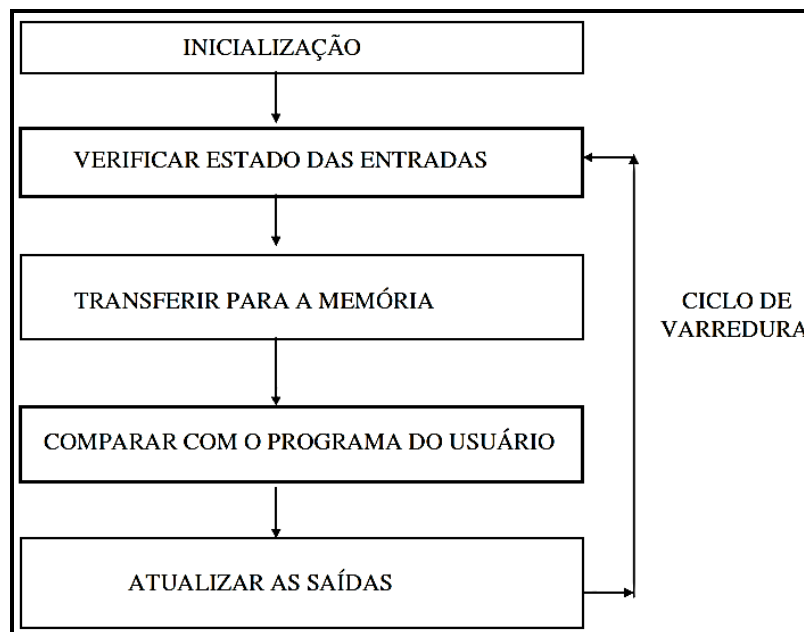 INICIALIZAÇÃO
VERIFICAR ESTADO DAS ENTRADAS
TRANSFERIR PARA A MEMÓRIA
CICLO DE
VARREDURA
COMPARAR COM O PROGRAMA DO USUÁRIO
ATUALIZAR AS SAÍDAS